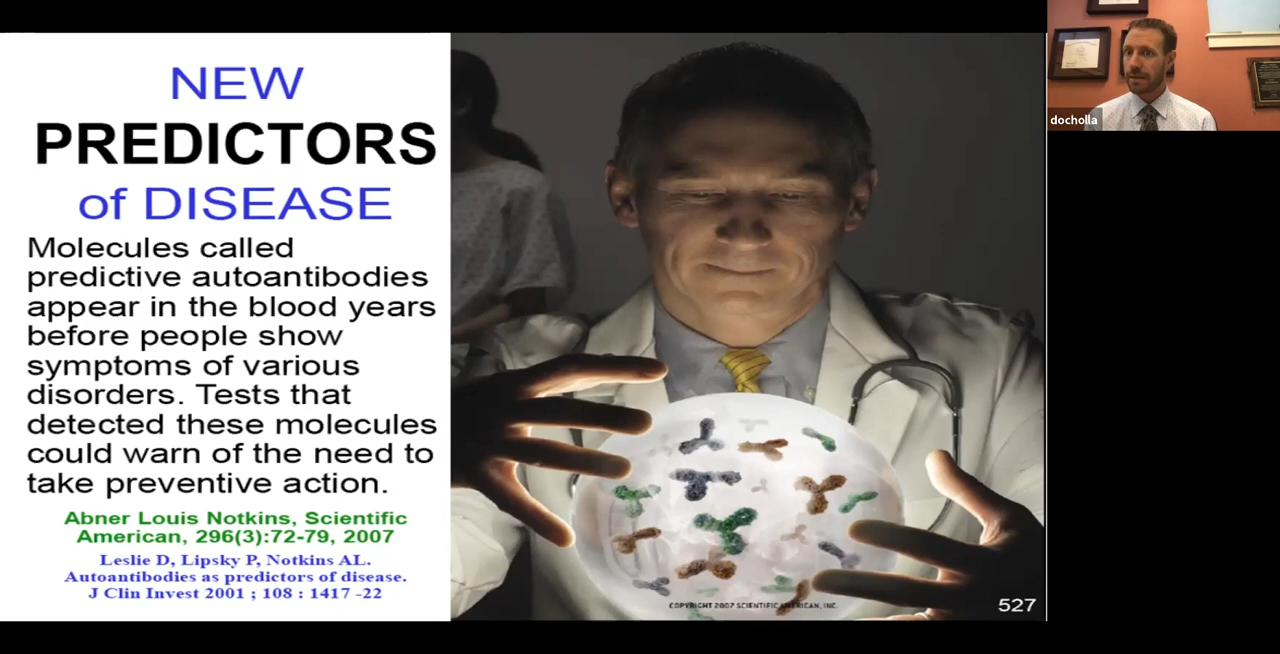 NEW
PREDICTORS
of DISEASE
Molecules called
predictive autoantibodies
appear in the blood years
before people show
symptoms of various
disorders. Tests that
detected these molecules
could warn of the need to
take preventive action.
Abner Louis Notkins, Scientific
American, 296(3):72-79, 2007
Leslie D, Lipsky P, Notkins AL.
Autoantibodies as predictors of disease.
J Clin Invest 2001 ; 108 : 1417 -22
COPYRIGHT 2007 SCIENTIFIC AMERICAN, INC.
527
docholla